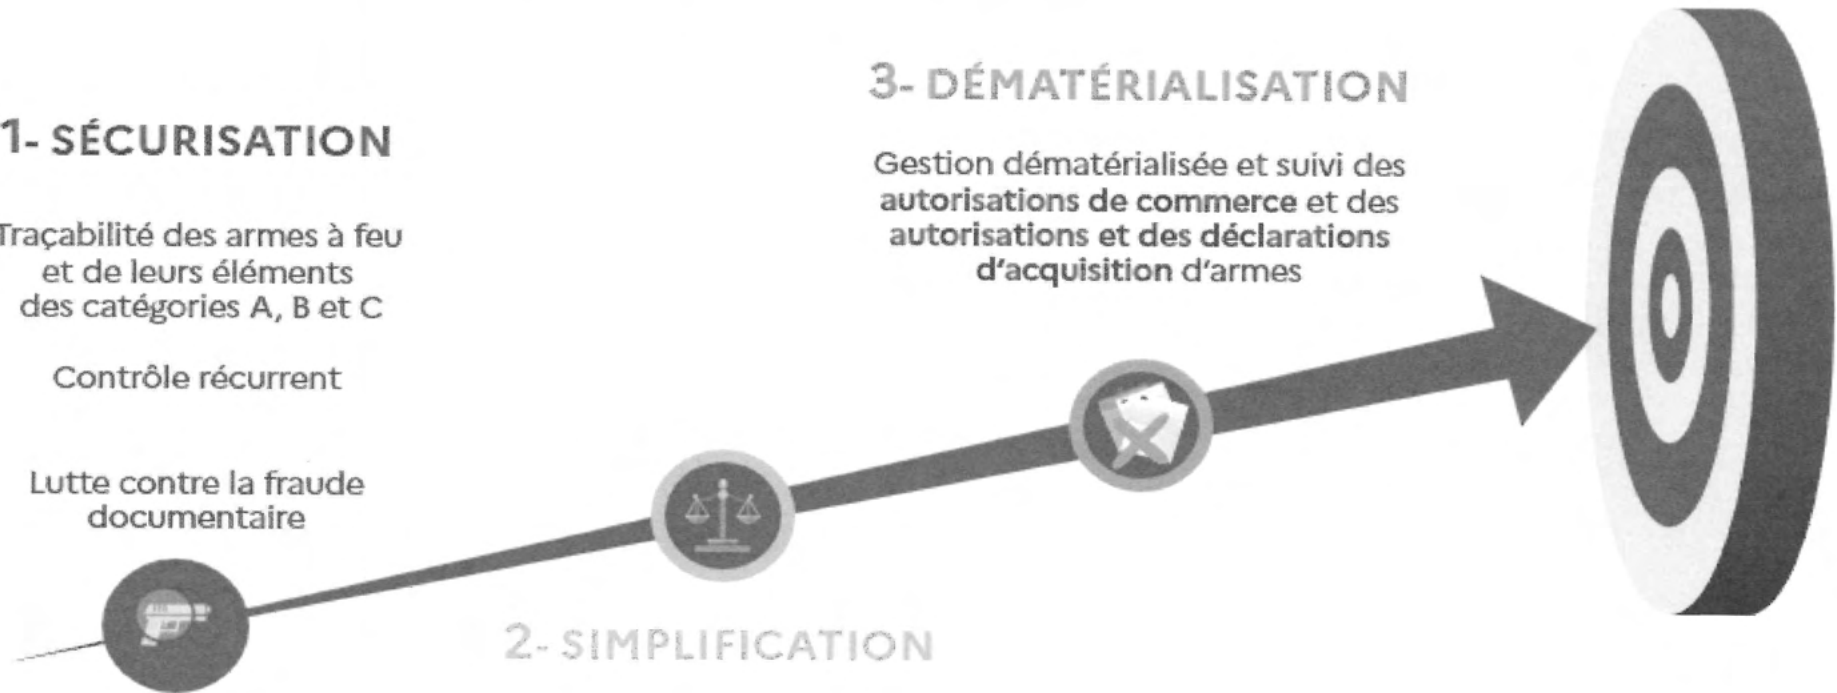 1- SÉCURISATION
Traçabilité des armes à feu
et de leurs éléments
des catégories A, B et C
Contrôle récurrent
Lutte contre la fraude
documentaire
2- SIMPLIFICATION
3- DÉMATÉRIALISATION
Gestion dématérialisée et suivi des
autorisations de commerce et des
autorisations et des déclarations
d'acquisition d'armes